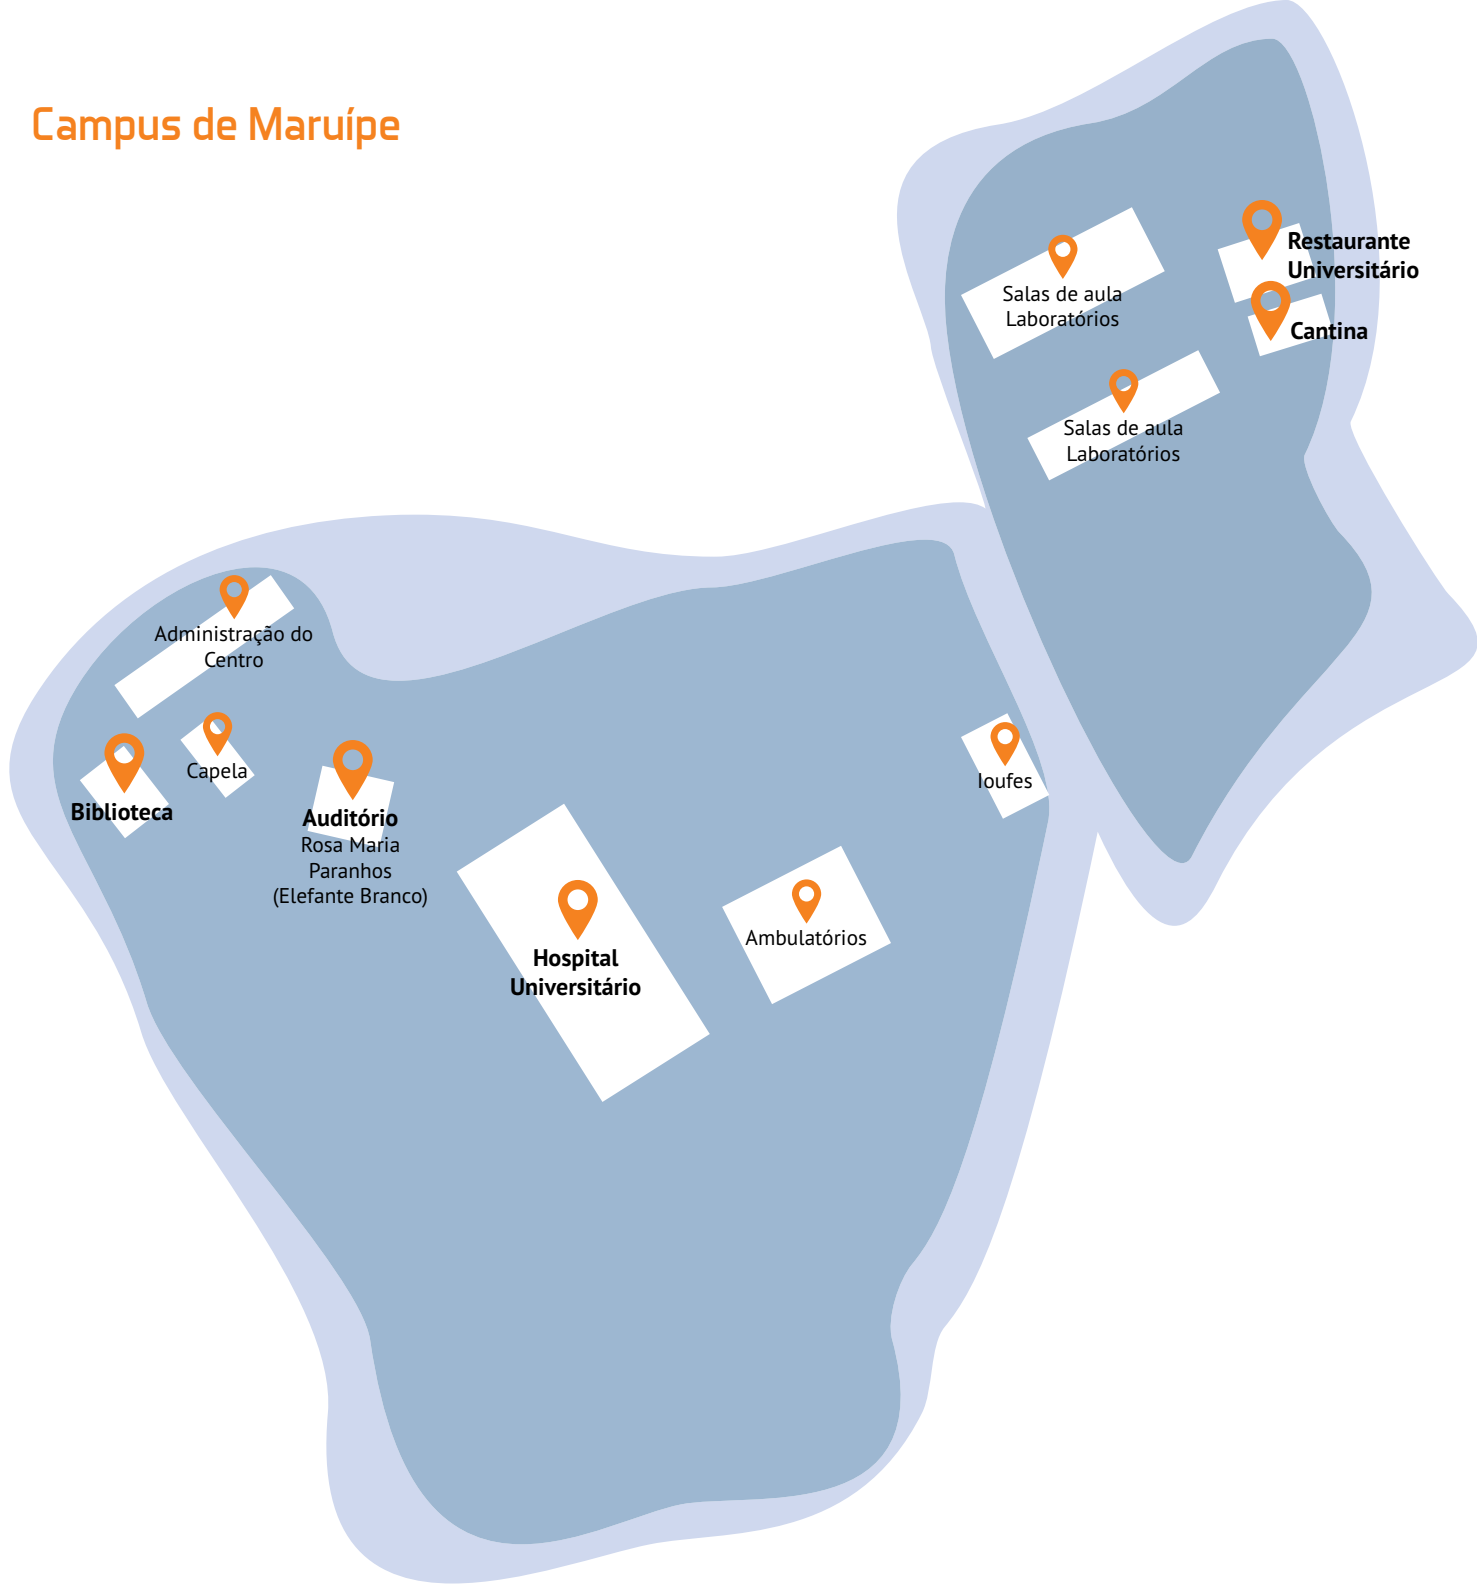 Campus de Maruípe
Restaurante
Universitário
Salas de aula
Laboratórios
Cantina
Salas de aula
Laboratórios
Administração do
Centro
Capela
Biblioteca
Auditório
Rosa Maria
Paranhos
(Elefante Branco)
Ioufes
Hospital
Universitário
Ambulatórios